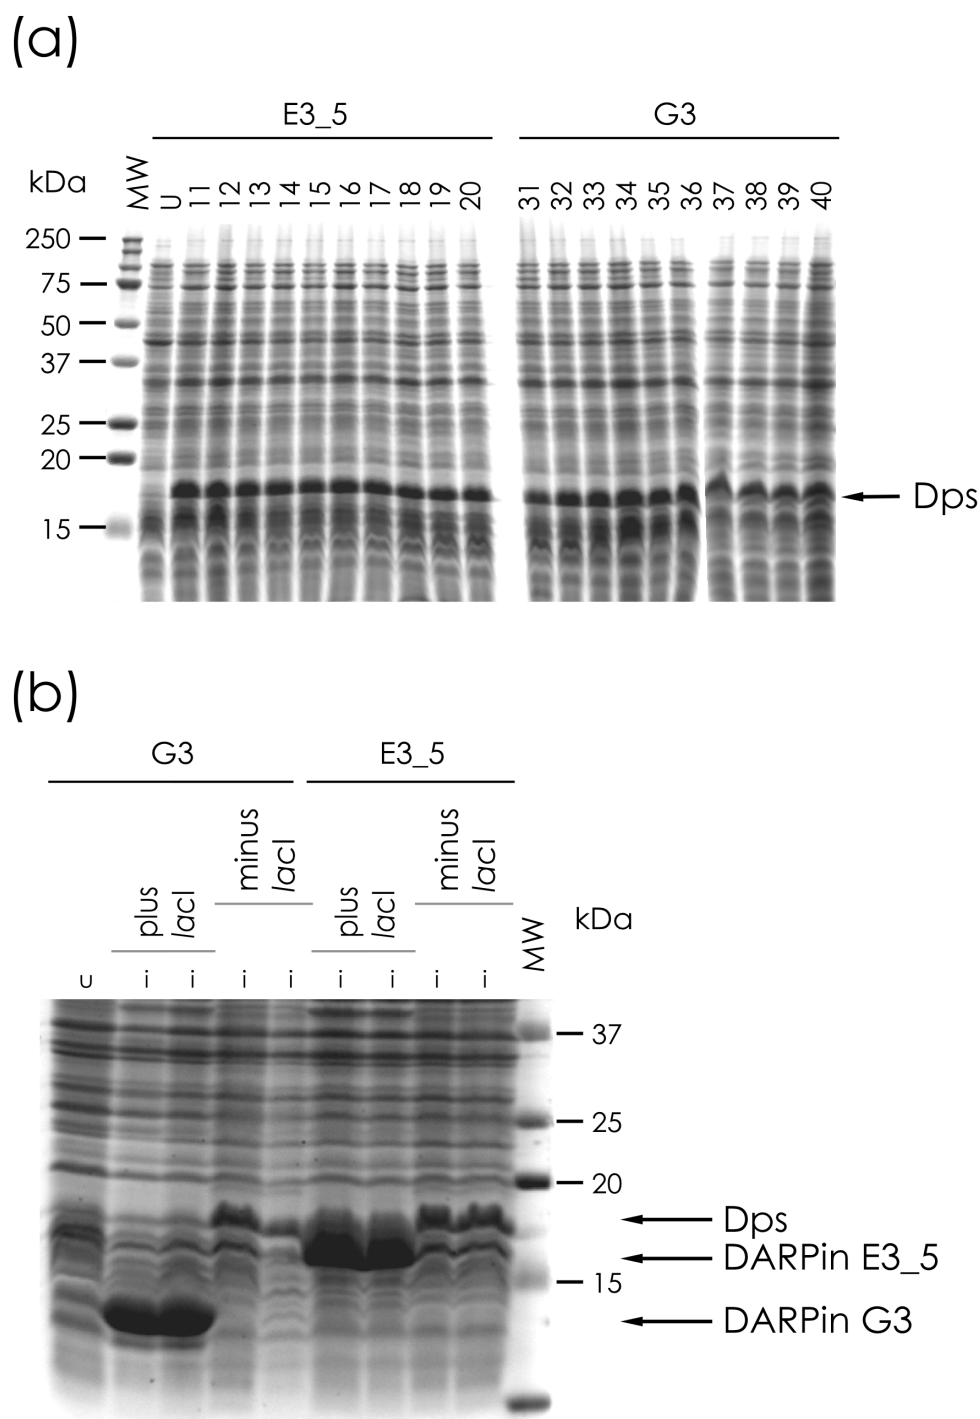 (a)
E3_5 G3
kDa MW U 11 12 13 14 15 16 17 18 19 20 31 32 33 34 35 36 37 38 39 40
250
75
50
37
25
20
15
Dps
(b)
G3 E3_5
plus lacI minus lacI plus lacI minus lacI MW kDa
u i i i i i i i i
37
25
20
Dps
DARPin E3_5
15
DARPin G3